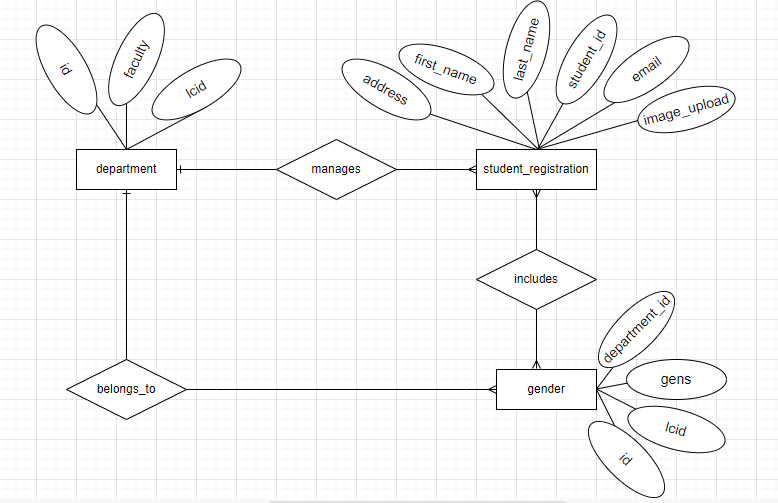 id
faculty
lcid
address
first_name
last_name
student_id
email
image_upload
department
manages
student_registration
includes
department_id
belongs_to
gender
gens
lcid
id